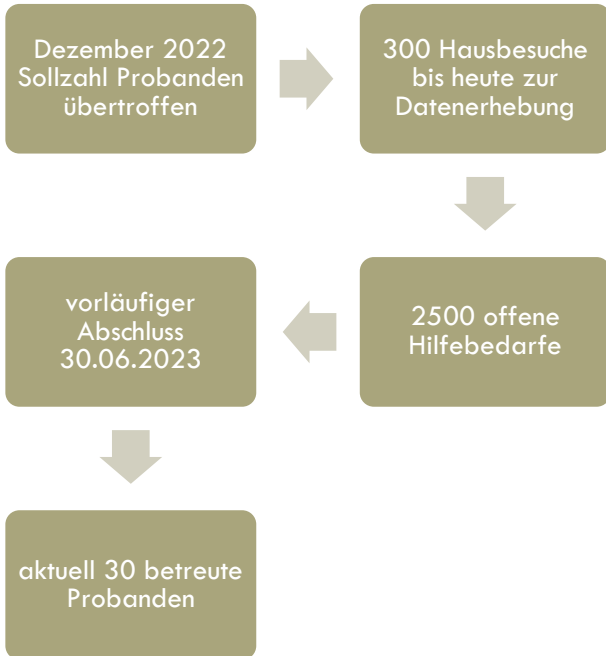 Dezember 2022
Sollzahl Probanden
übertroffen
300 Hausbesuche
bis heute zur
Datenerhebung
2500 offene
Hilfebedarfe
vorläufiger
Abschluss
30.06.2023
aktuell 30 betreute
Probanden